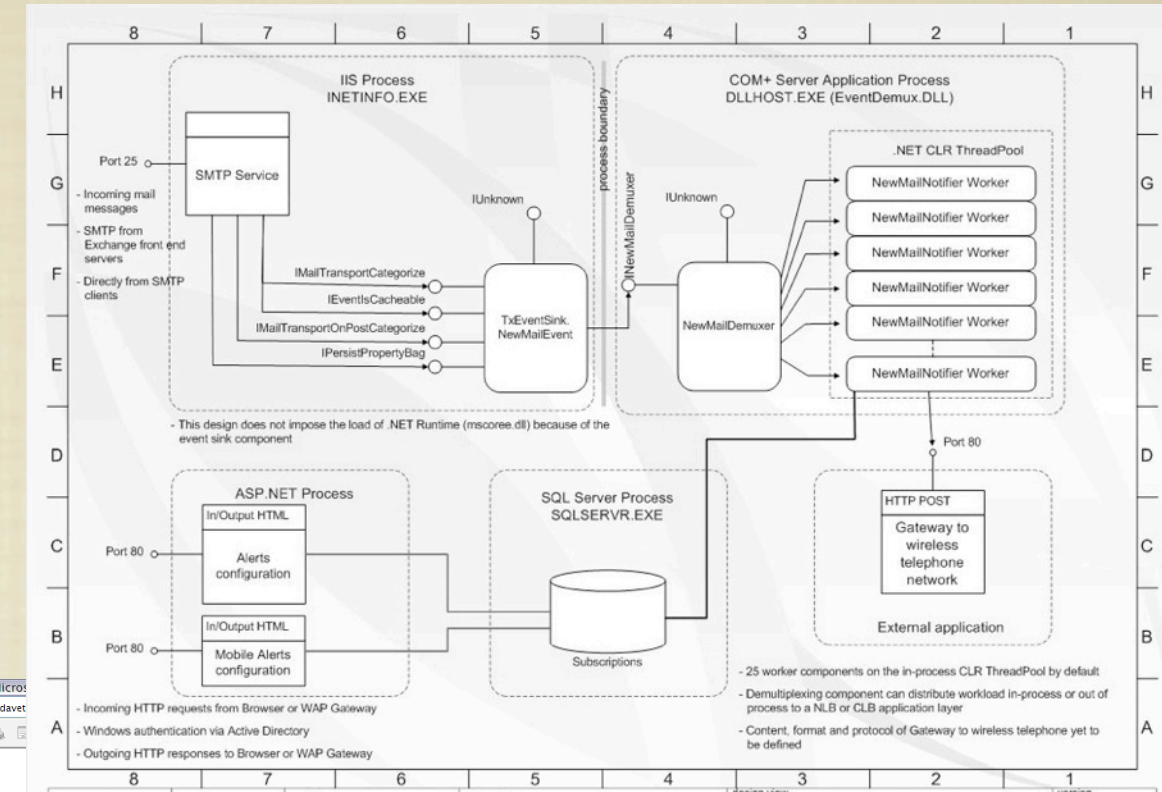 8 7 6 5 4 3 2 1
H
G
F
E
D
C
B
A
IIS Process
INETINFO.EXE
SMTP Service
Port 25
- Incoming mail
messages
- SMTP from
Exchange front end
servers
- Directly from SMTP
clients
IMailTransportCategorize
IEventIsCacheable
IMailTransportOnPostCategorize
IPersistPropertyBag
IUnknown
TxEventSink.
NewMailEvent
process boundary
- This design does not impose the load of .NET Runtime (mscoree.dll) because of the
event sink component
COM+ Server Application Process
DLLHOST.EXE (EventDemux.DLL)
INewMailDemuxer
IUnknown
NewMailDemuxer
.NET CLR ThreadPool
NewMailNotifier Worker
NewMailNotifier Worker
NewMailNotifier Worker
NewMailNotifier Worker
NewMailNotifier Worker
NewMailNotifier Worker
Port 80
HTTP POST
Gateway to
wireless
telephone
network
External application
ASP.NET Process
In/Output HTML
Alerts
configuration
Port 80
In/Output HTML
Mobile Alerts
configuration
Port 80
SQL Server Process
SQLSERVR.EXE
Subscriptions
- Incoming HTTP requests from Browser or WAP Gateway
- Windows authentication via Active Directory
- Outgoing HTTP responses to Browser or WAP Gateway
- 25 worker components on the in-process CLR ThreadPool by default
- Demultiplexing component can distribute workload in-process or out of
process to a NLB or CLB application layer
- Content, format and protocol of Gateway to wireless telephone yet to
be defined
H
G
F
E
D
C
B
A
8 7 6 5 4 3 2 1